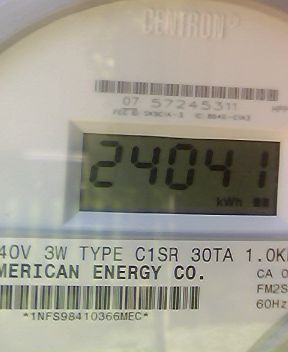 CENTRON®
07 57245311
24041
kWh
40V 3W TYPE C1SR 30TA 1.0K
MERICAN ENERGY CO.
CA 0
FM2S
60Hz
*1NFS98410366MEC*